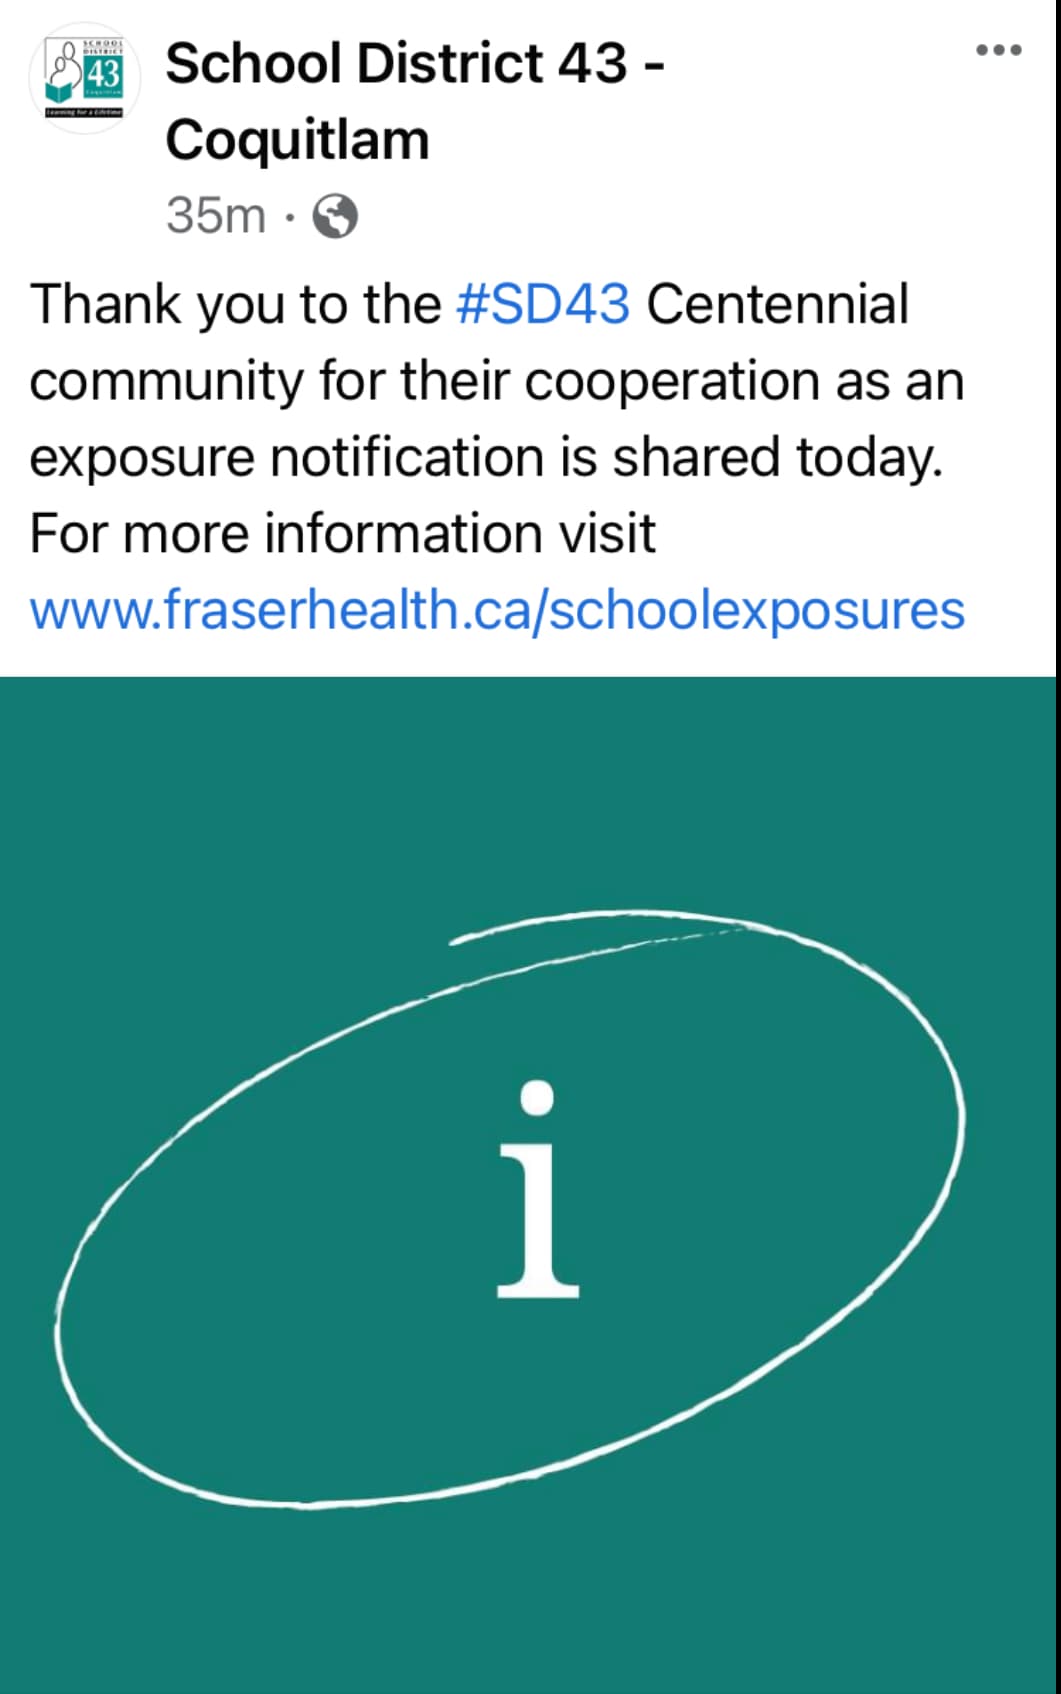 SCHOOL
DISTRICT
43
Coquitlam
Learning for a Lifetime
School District 43 -
Coquitlam
35m ·
Thank you to the #SD43 Centennial
community for their cooperation as an
exposure notification is shared today.
For more information visit
www.fraserhealth.ca/schoolexposures
i